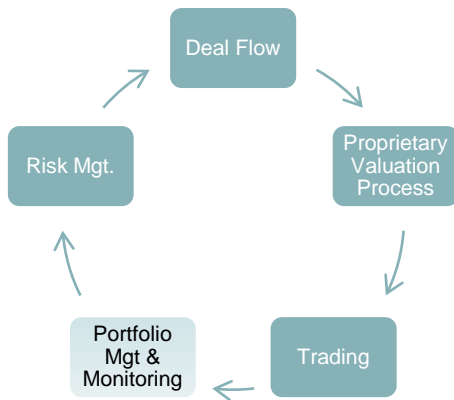 Deal Flow
Proprietary
Valuation
Process
Trading
Portfolio
Mgt &
Monitoring
Risk Mgt.